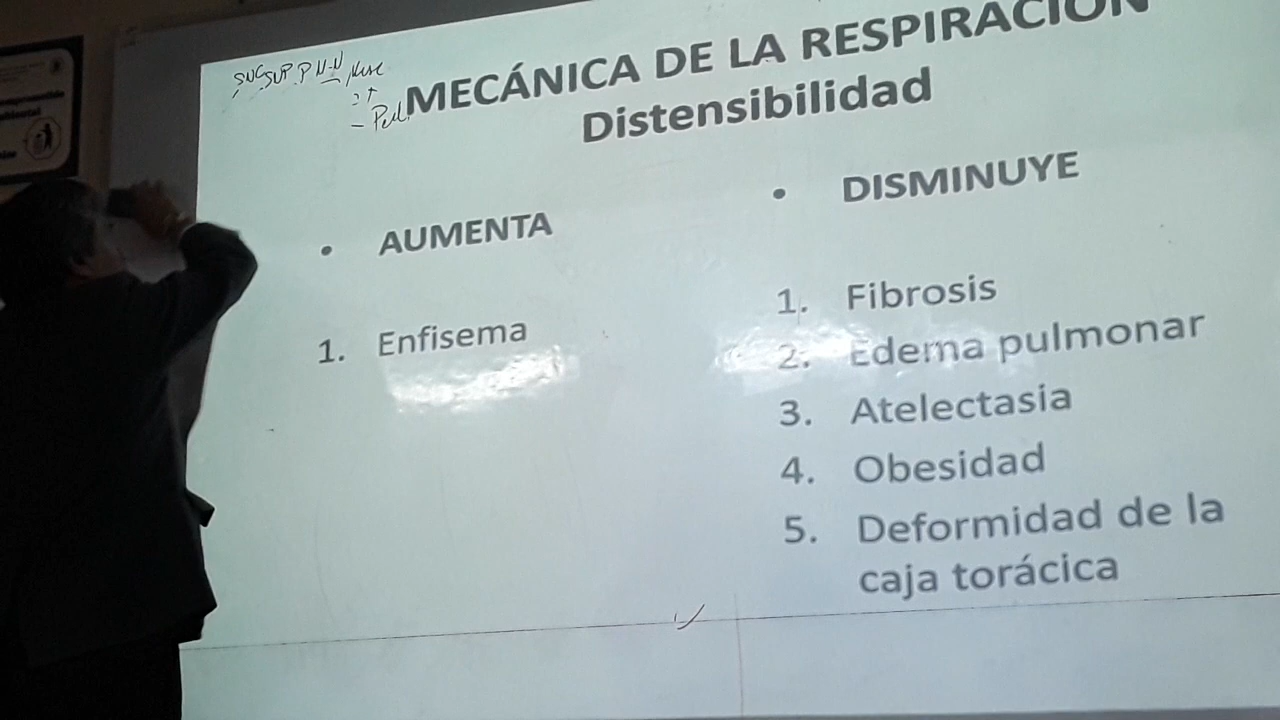 MECÁNICA DE LA RESPIRACIÓN
Distensibilidad
• AUMENTA
1. Enfisema
• DISMINUYE
1. Fibrosis
2. Edema pulmonar
3. Atelectasia
4. Obesidad
5. Deformidad de la
caja torácica